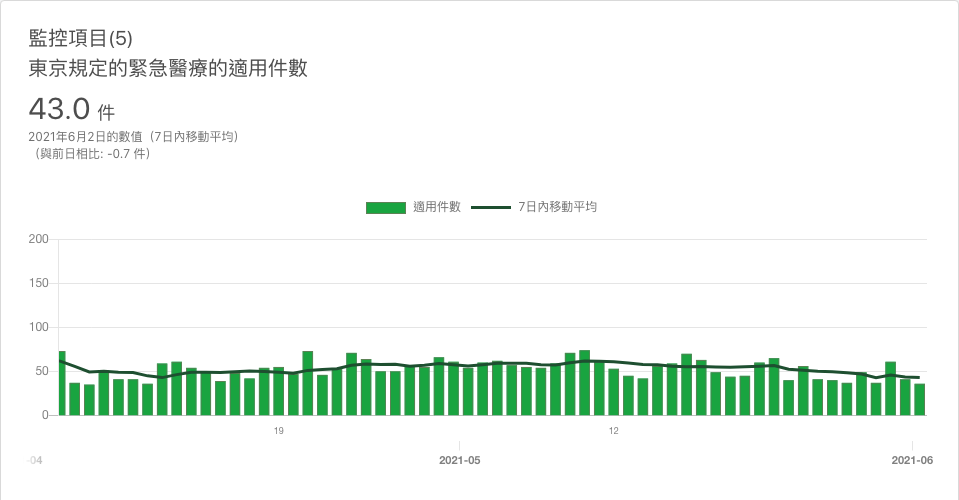 監控項目(5)
東京規定的緊急醫療的適用件數
43.0 件
2021年6月2日的數值（7日內移動平均）
（與前日相比: -0.7 件）
適用件數 7日內移動平均
200
150
100
50
0
19 12
-04 2021-05 2021-06